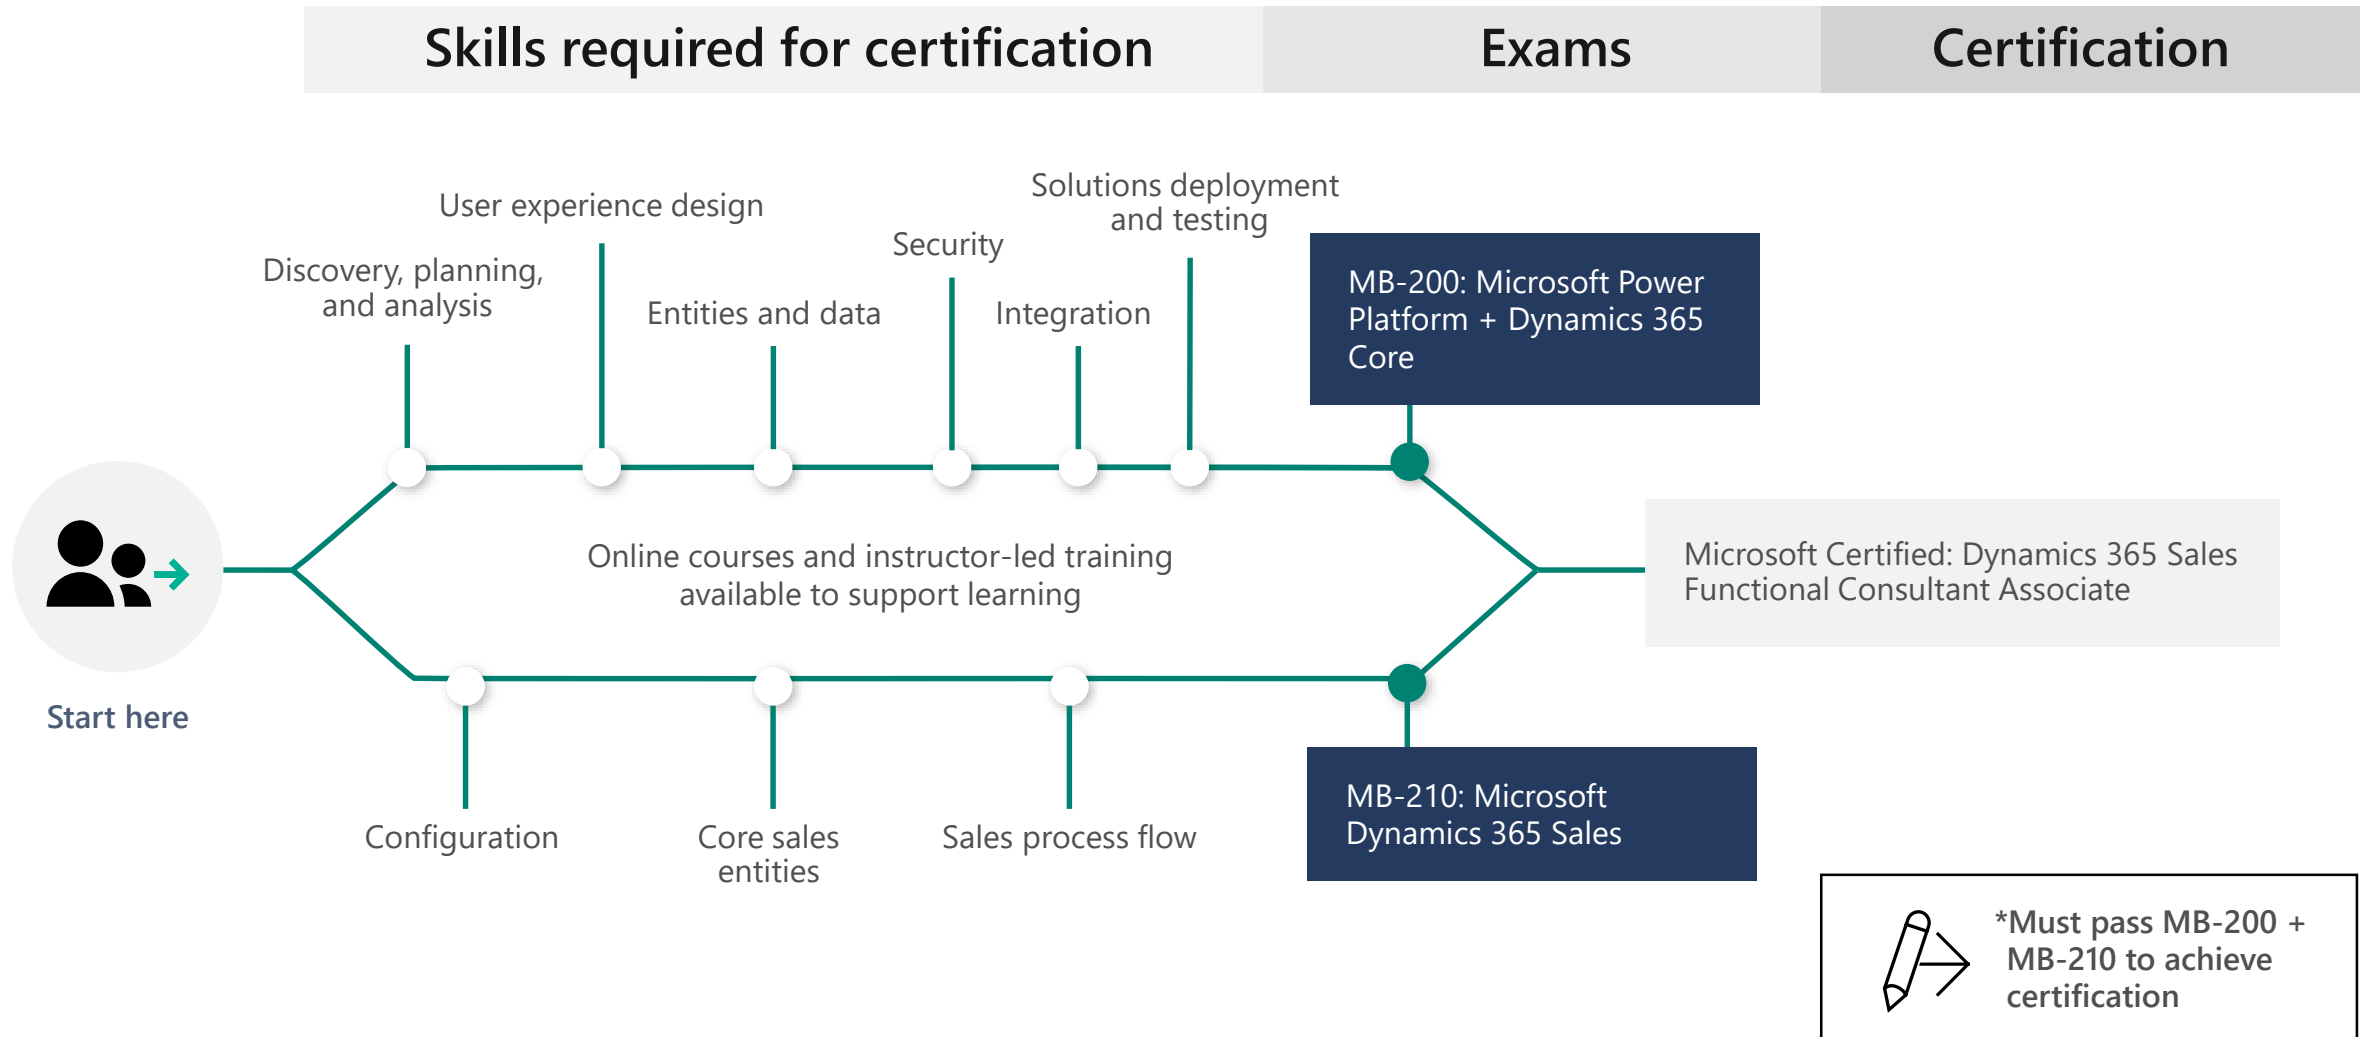 Skills required for certification
Exams
Certification
User experience design
Solutions deployment
and testing
Security
Discovery, planning,
and analysis
Entities and data
Integration
MB-200: Microsoft Power
Platform + Dynamics 365
Core
Online courses and instructor-led training
available to support learning
Microsoft Certified: Dynamics 365 Sales
Functional Consultant Associate
Start here
Configuration
Core sales
entities
Sales process flow
MB-210: Microsoft
Dynamics 365 Sales
*Must pass MB-200 +
MB-210 to achieve
certification